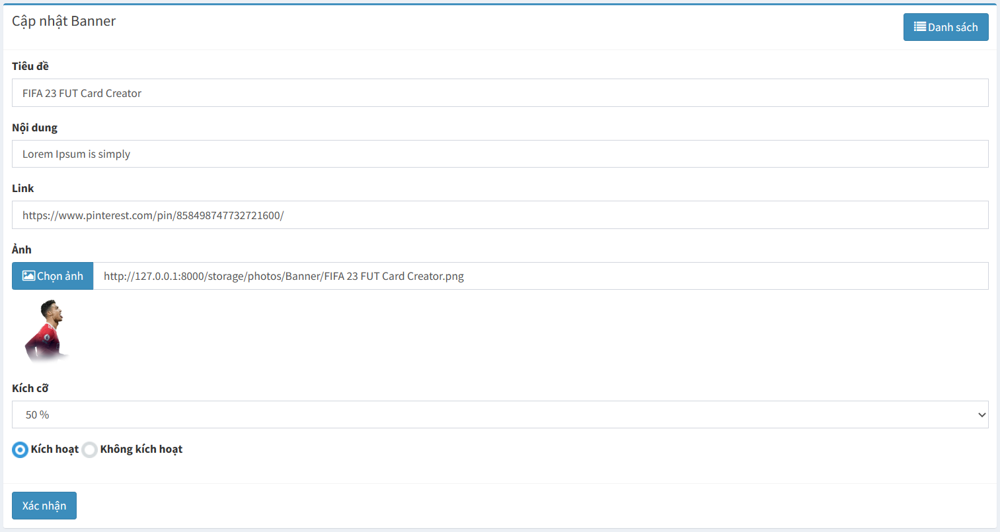 Cập nhật Banner
Danh sách
Tiêu đề
FIFA 23 FUT Card Creator
Nội dung
Lorem Ipsum is simply
Link
https://www.pinterest.com/pin/858498747732721600/
Ảnh
Chọn ảnh http://127.0.0.1:8000/storage/photos/Banner/FIFA 23 FUT Card Creator.png
Kích cỡ
50 %
Kích hoạt Không kích hoạt
Xác nhận